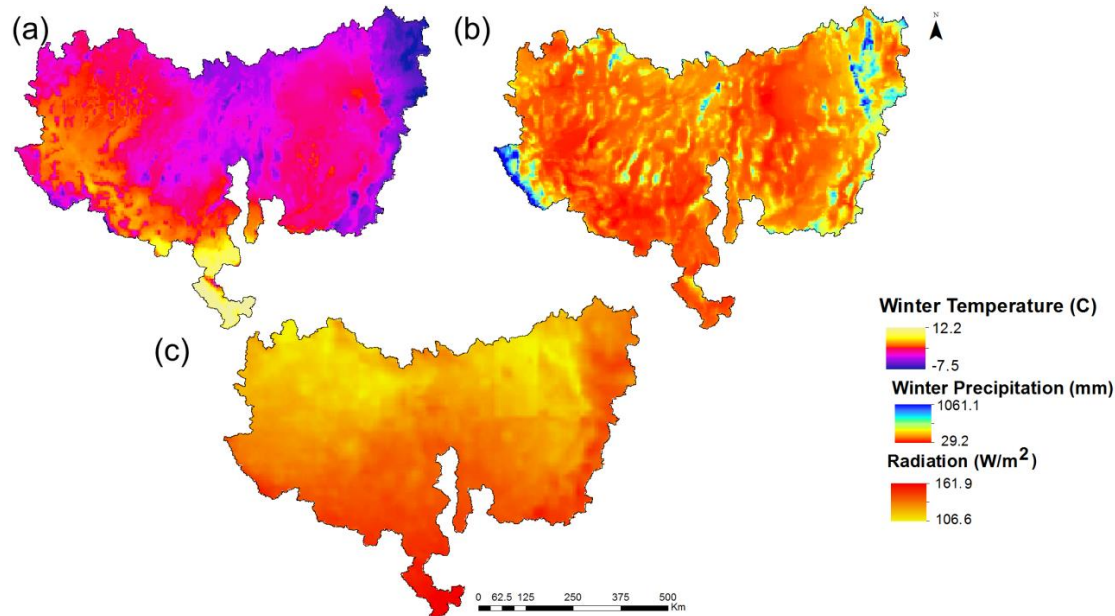 (a)
(b)
N
(c)
Winter Temperature (C)
12.2
-7.5
Winter Precipitation (mm)
1061.1
29.2
Radiation (W/m²)
161.9
106.6
0 62.5 125 250 375 500
Km